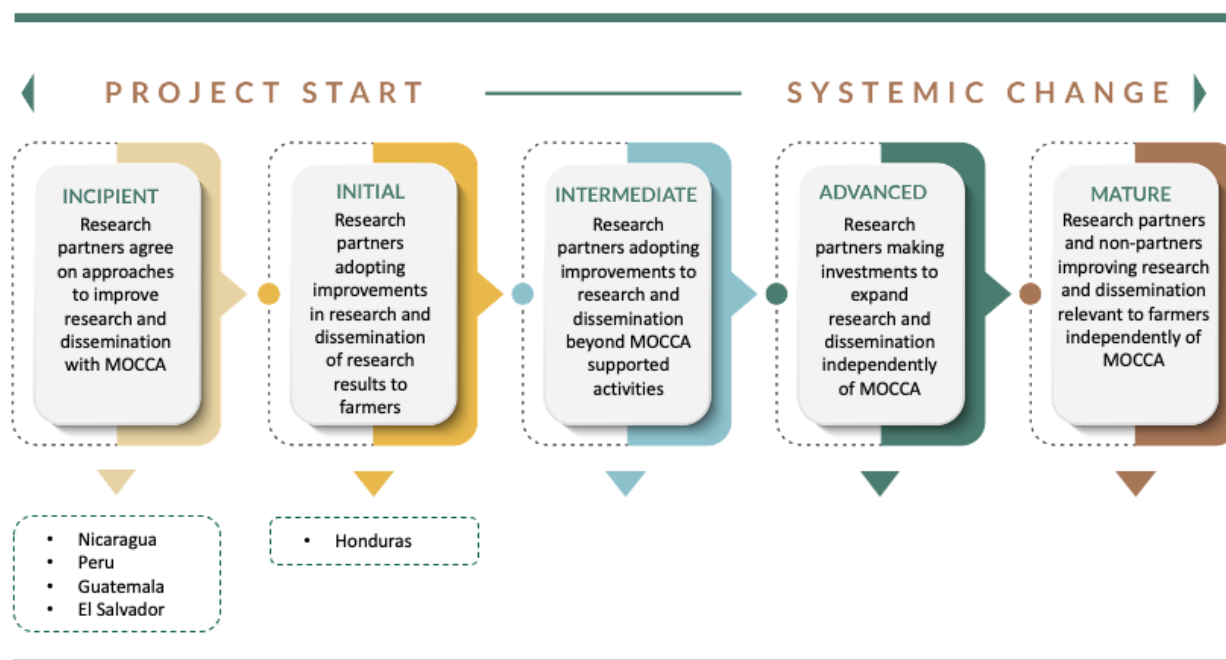 PROJECT START
SYSTEMIC CHANGE
INCIPIENT
Research
partners agree
on approaches
to improve
research and
dissemination
with MOCCA
INITIAL
Research
partners
adopting
improvements
in research and
dissemination
of research
results to
farmers
INTERMEDIATE
Research
partners adopting
improvements to
research and
dissemination
beyond MOCCA
supported
activities
ADVANCED
Research
partners making
investments to
expand
research and
dissemination
independently
of MOCCA
MATURE
Research partners
and non-partners
improving research
and dissemination
relevant to farmers
independently of
MOCCA
• Nicaragua
• Peru
• Guatemala
• El Salvador
• Honduras